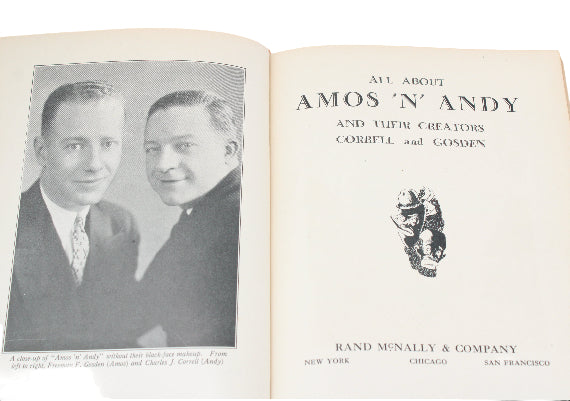 A close-up of "Amos 'n' Andy" without their black-face makeup. From
left to right, Freeman F. Gosden (Amos) and Charles J. Correll (Andy)
ALL ABOUT
AMOS 'N' ANDY
AND THEIR CREATORS
CORRELL and GOSDEN
RAND McNALLY & COMPANY
NEW YORK CHICAGO SAN FRANCISCO